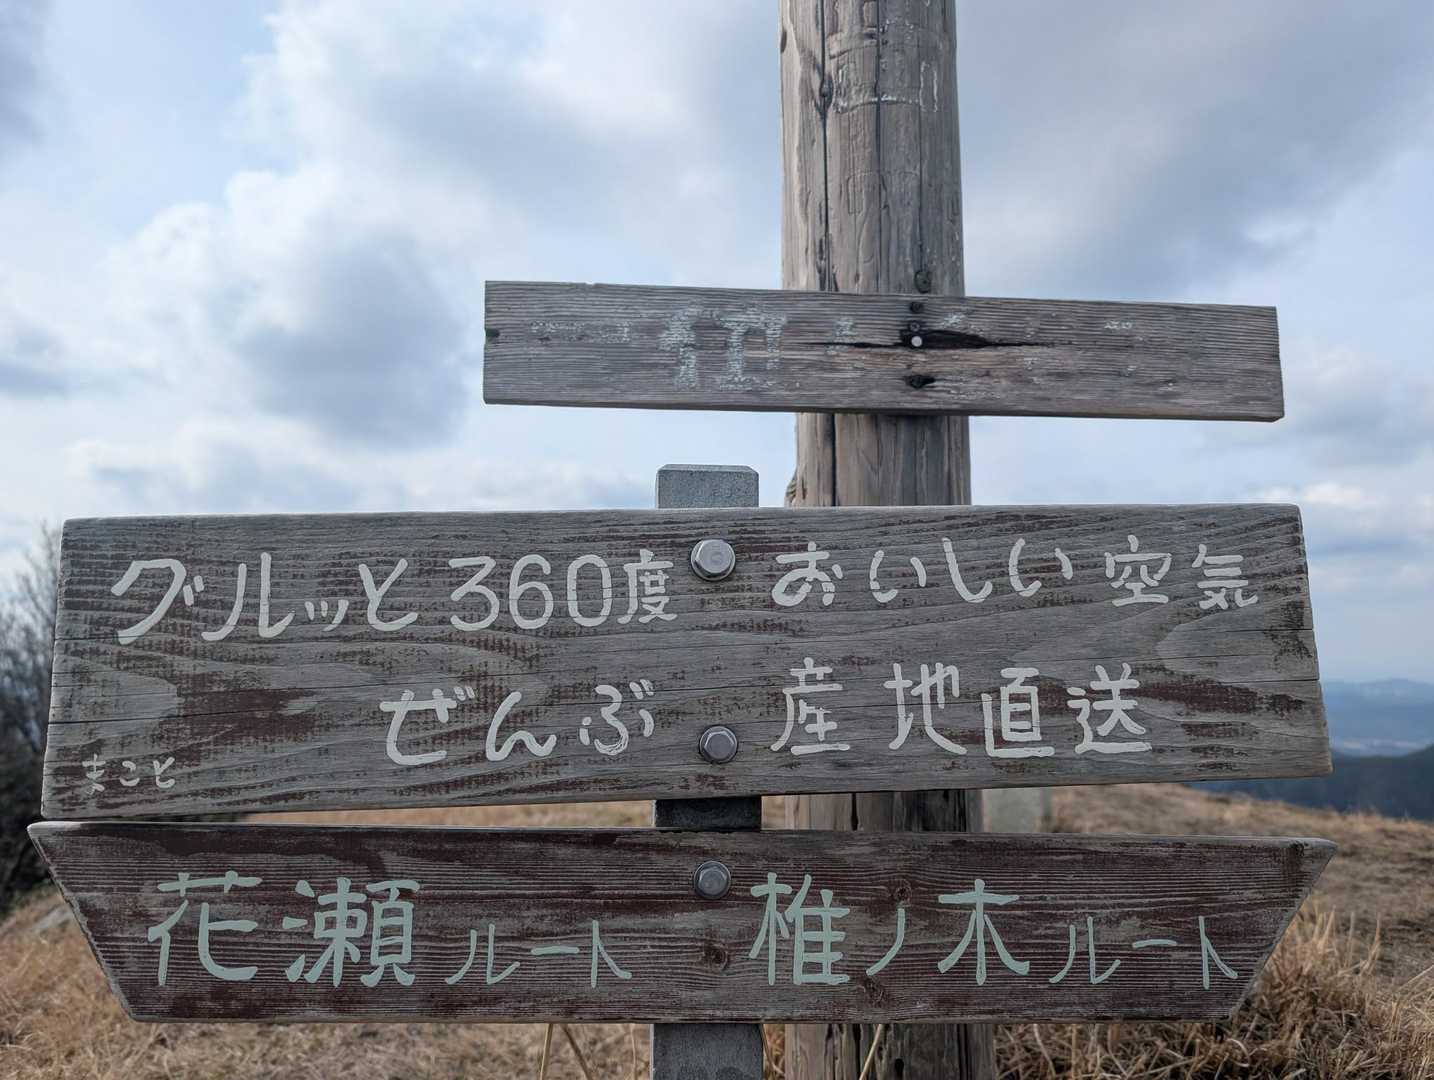 グルッと360度 おいしい空気
ぜんぶ 産地直送
まこと
花瀬ルート 椎ノ木ルート